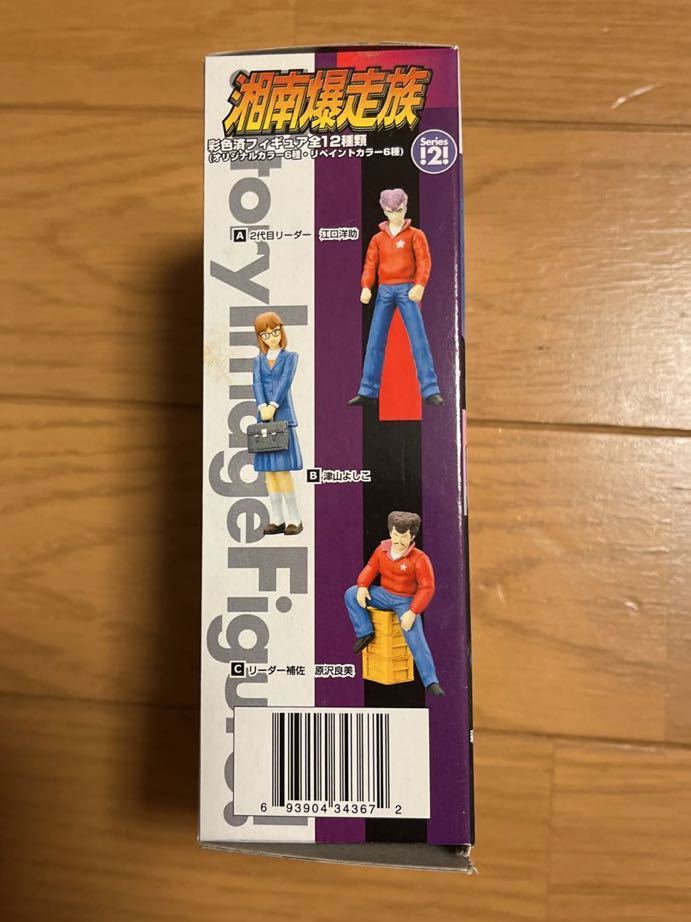 湘南爆走族
彩色済フィギュア全12種類
(オリジナルカラー6種・リペイントカラー6種)
Series
!2!
A 2代目リーダー 江口洋助
B 津山よしこ
C リーダー補佐 原沢良美
toryImageFigure!
6 93904 34367 2